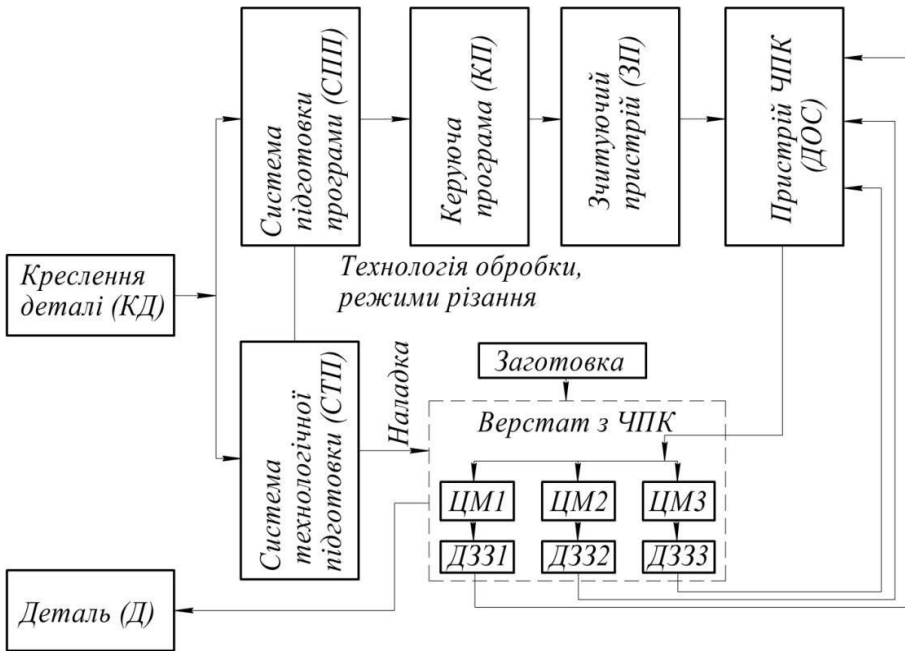 Система
підготовки
програми (СПП)
Керуюча
програма (КП)
Зчитуючий
пристрій (ЗП)
Пристрій ЧПК
(ДОС)
Креслення
деталі (КД)
Технологія обробки,
режими різання
Система
технологічної
підготовки (СТП)
Наладка
Заготовка
Верстат з ЧПК
ЦМ1
ЦМ2
ЦМ3
ДЗЗ1
ДЗЗ2
ДЗЗ3
Деталь (Д)